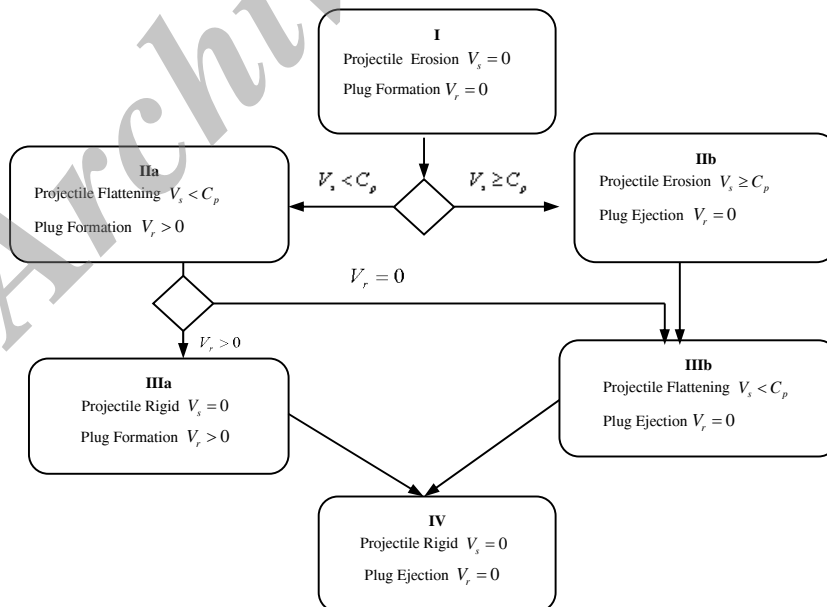 I
Projectile Erosion V_s = 0
Plug Formation V_r = 0
IIa
Projectile Flattening V_s < C_p
Plug Formation V_r > 0
V_s < C_p
V_s ≥ C_p
IIb
Projectile Erosion V_s ≥ C_p
Plug Ejection V_r = 0
V_r = 0
V_r > 0
IIIa
Projectile Rigid V_s = 0
Plug Formation V_r > 0
IIIb
Projectile Flattening V_s < C_p
Plug Ejection V_r = 0
IV
Projectile Rigid V_s = 0
Plug Ejection V_r = 0